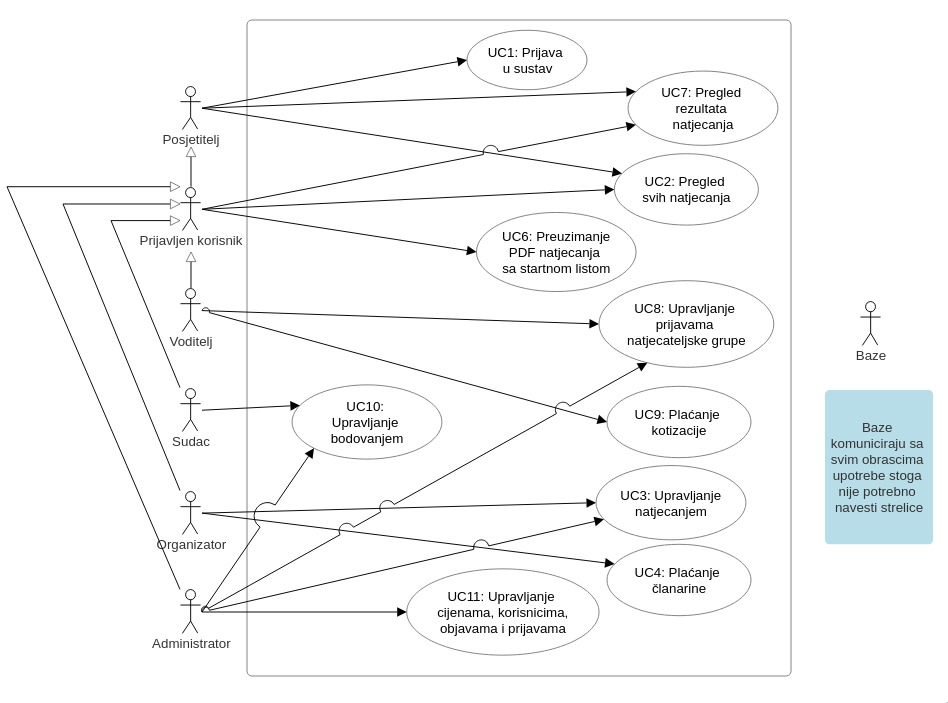 UC1: Prijava
u sustav
UC7: Pregled
rezultata
natjecanja
Posjetitelj
UC2: Pregled
svih natjecanja
Prijavljen korisnik
UC6: Preuzimanje
PDF natjecanja
sa startnom listom
Voditelj
UC8: Upravljanje
prijavama
natjecateljske grupe
Baze
Sudac
UC10:
Upravljanje
bodovanjem
UC9: Plaćanje
kotizacije
Baze
komuniciraju sa
svim obrascima
upotrebe stoga
nije potrebno
navesti strelice
Organizator
UC3: Upravljanje
natjecanjem
UC4: Plaćanje
članarine
Administrator
UC11: Upravljanje
cijenama, korisnicima,
objavama i prijavama